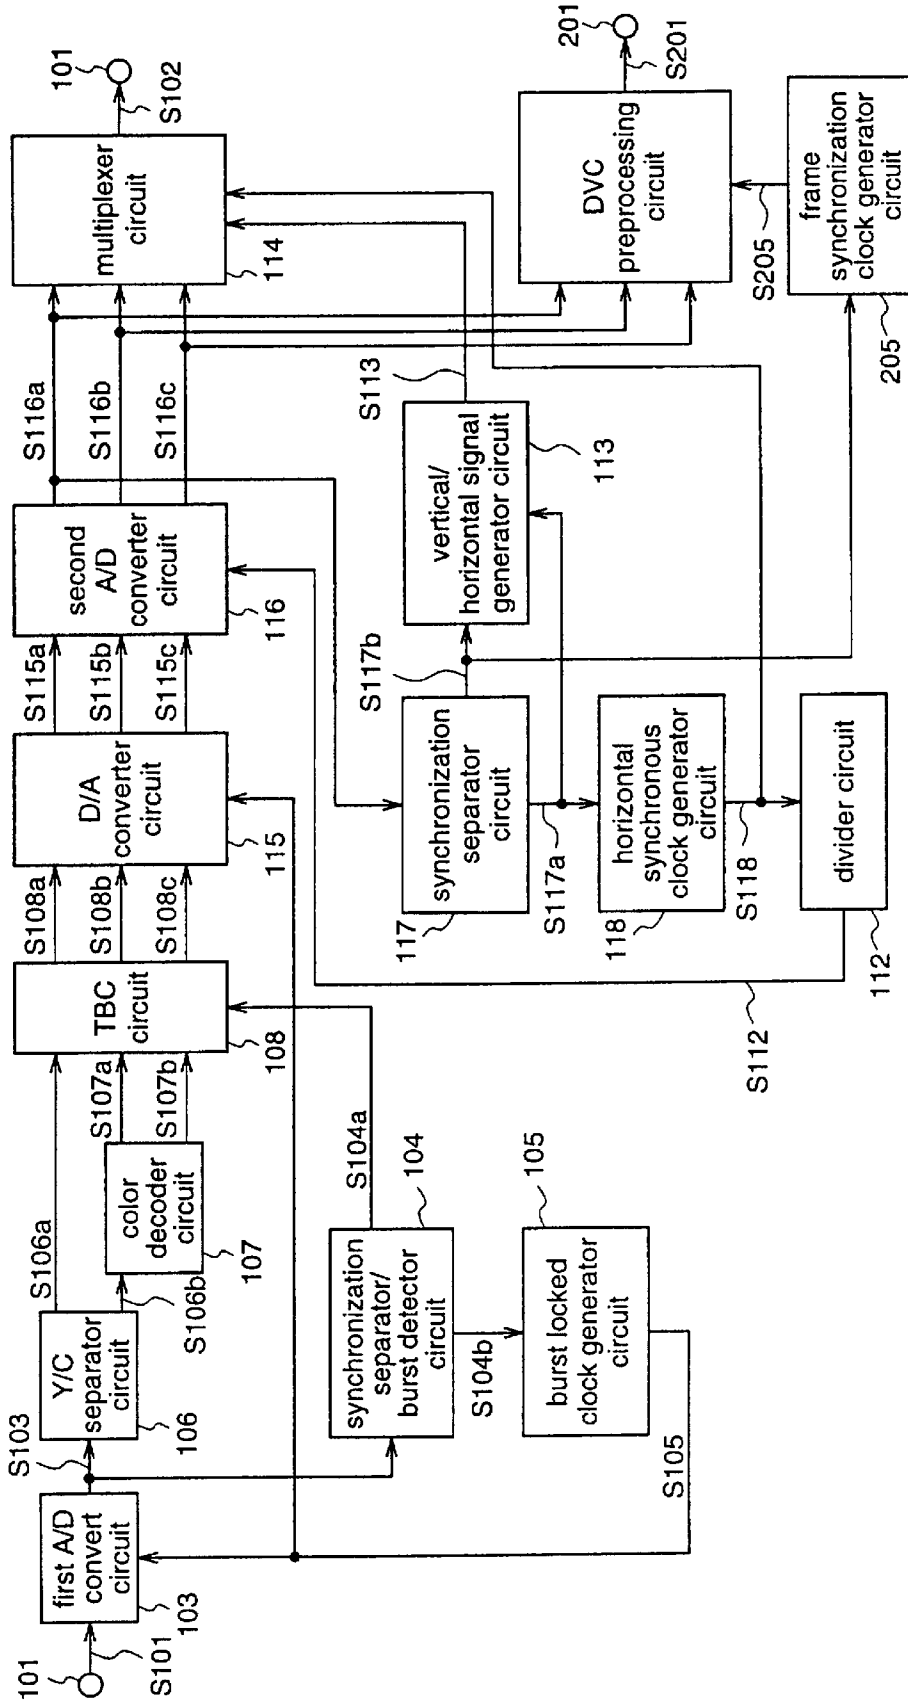 101
S101
first A/D
convert
circuit
103
S103
Y/C
separator
circuit
106
S106a
S106b
color
decoder
circuit
107
S107a
S107b
TBC
circuit
108
S108a
S108b
S108c
D/A
converter
circuit
115
S115a
S115b
S115c
second
A/D
converter
circuit
116
S116a
S116b
S116c
multiplexer
circuit
114
S102
101
synchronization
separator/
burst detector
circuit
104
S104a
S104b
burst locked
clock generator
circuit
105
S105
synchronization
separator
circuit
117
S117a
S117b
vertical/
horizontal signal
generator circuit
113
S113
horizontal
synchronous
clock generator
circuit
118
S118
divider circuit
112
S112
DVC
preprocessing
circuit
201
S201
S205
frame
synchronization
clock generator
circuit
205